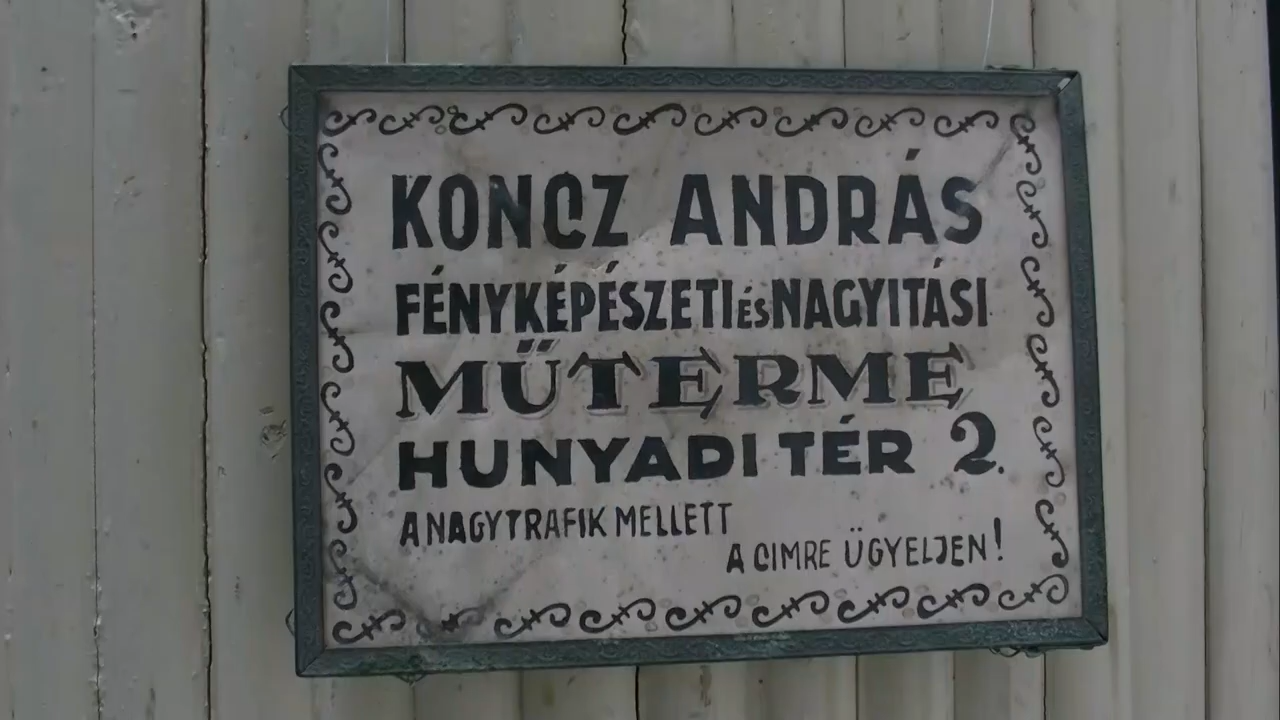 KONCZ ANDRÁS
FÉNYKÉPÉSZETI és NAGYITÁSI
MŰTERME
HUNYADI TÉR 2.
A NAGYTRAFIK MELLETT
A CIMRE ÜGYELJEN!